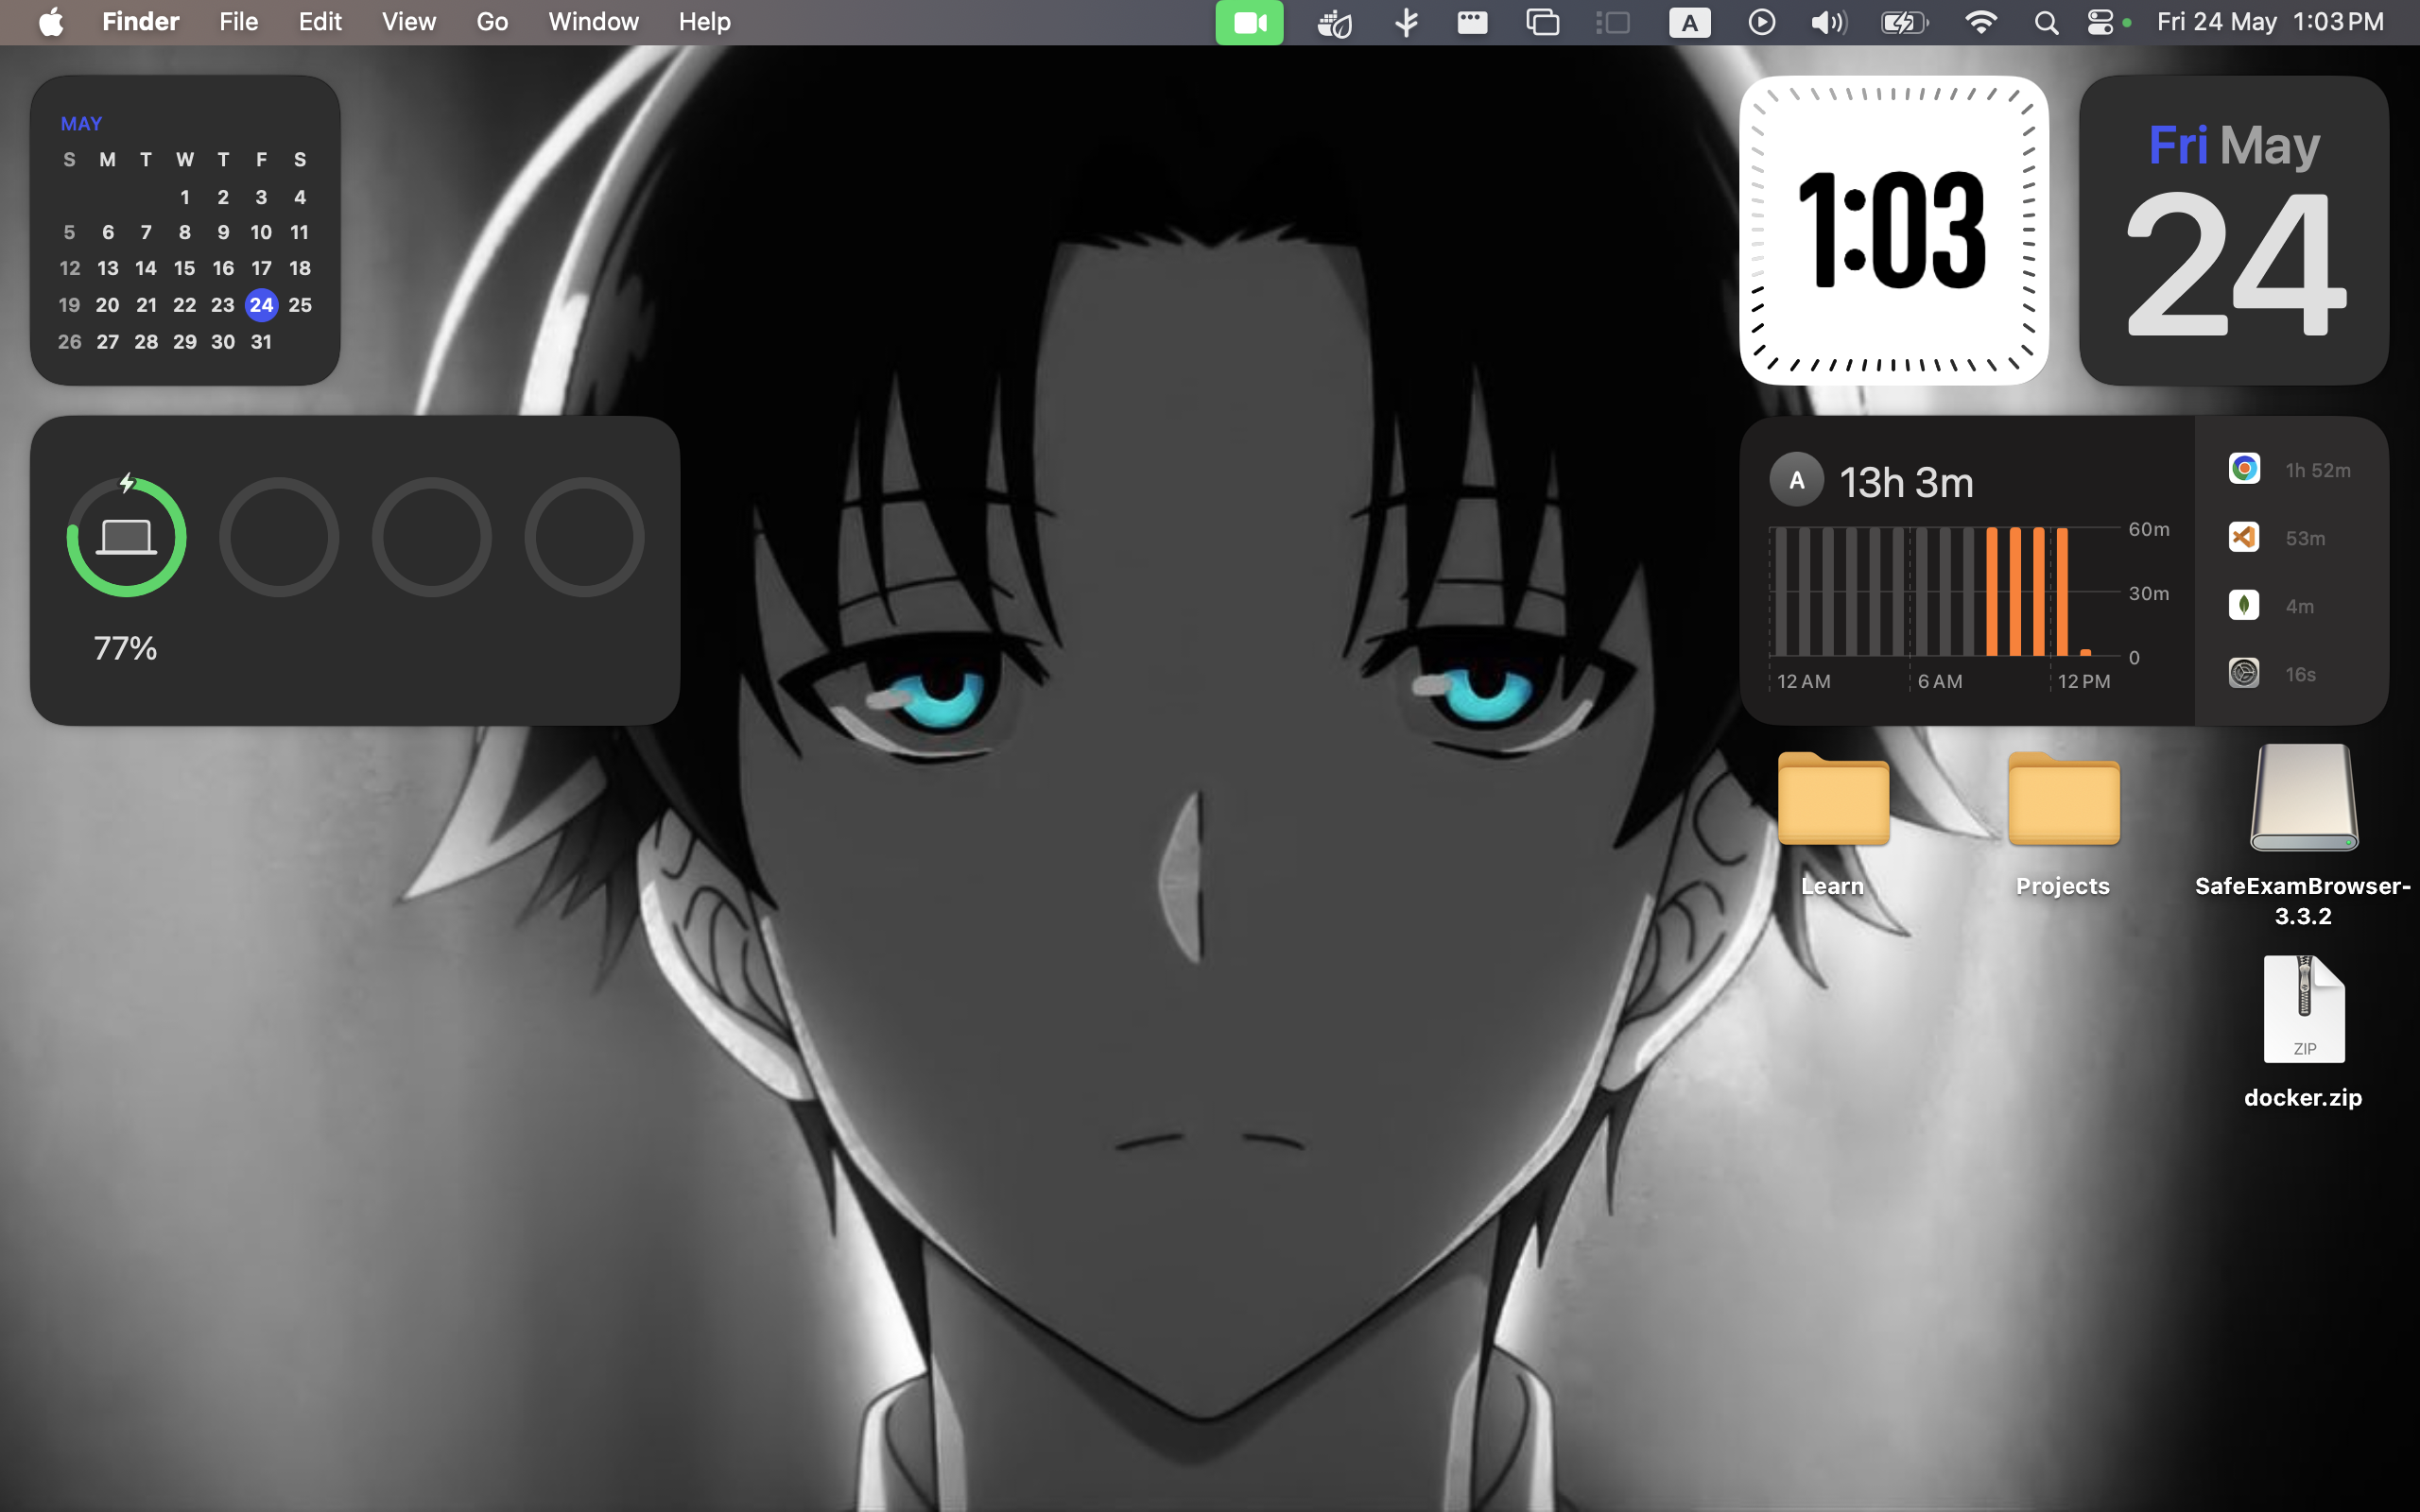 Finder File Edit View Go Window Help A Fri 24 May 1:03 PM
MAY
S M T W T F S
1 2 3 4
5 6 7 8 9 10 11
12 13 14 15 16 17 18
19 20 21 22 23 24 25
26 27 28 29 30 31
77%
1:03
Fri May
24
A 13h 3m
60m
30m
0
12 AM 6 AM 12 PM
1h 52m
53m
4m
16s
Learn
Projects
SafeExamBrowser-
3.3.2
ZIP
docker.zip